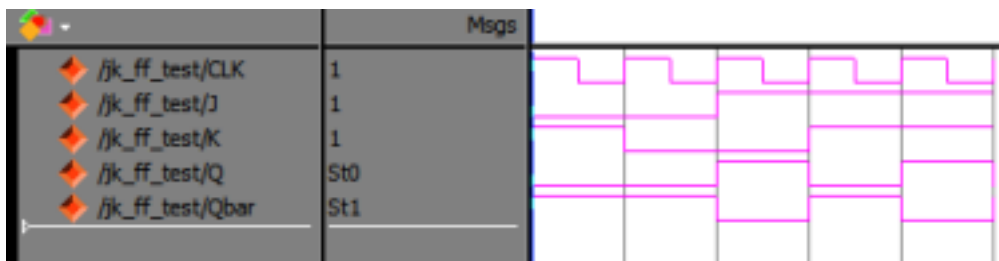 Msgs
/jk_ff_test/CLK 1
/jk_ff_test/J 1
/jk_ff_test/K 1
/jk_ff_test/Q St0
/jk_ff_test/Qbar St1